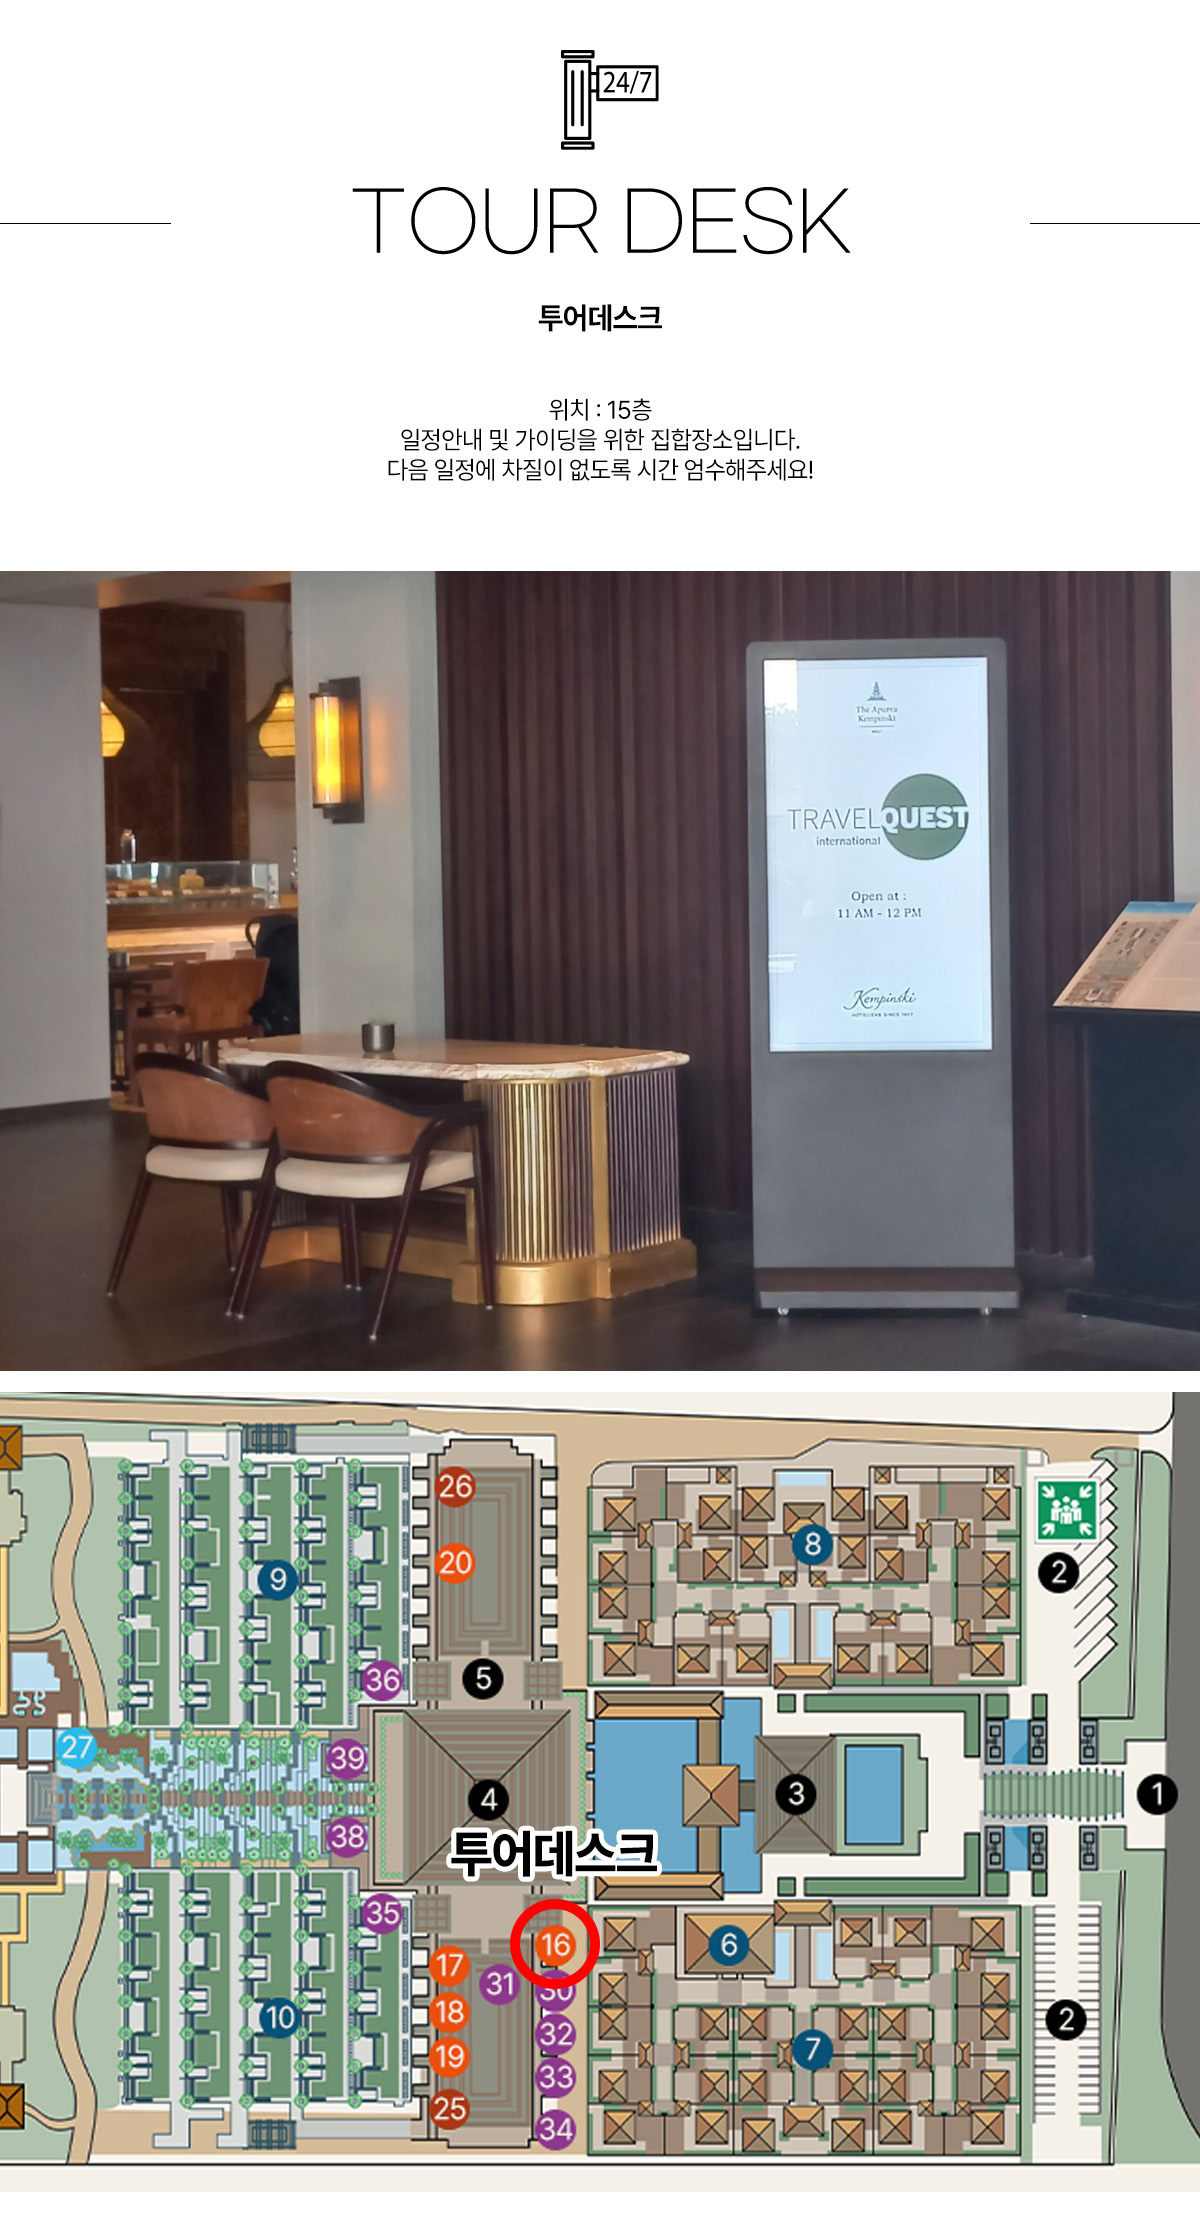 24/7
TOUR DESK
투어데스크
위치 : 15층
일정안내 및 가이딩을 위한 집합장소입니다.
다음 일정에 차질이 없도록 시간 엄수해주세요!
The Apurva
Kempinski
BALI
TRAVELQUEST
international
Open at :
11 AM - 12 PM
Kempinski
HOTELIERS SINCE 1897
26
20
9
8
2
36
5
27
39
4
3
1
38
투어데스크
35
16
6
17
31
30
18
10
32
2
7
19
33
25
34